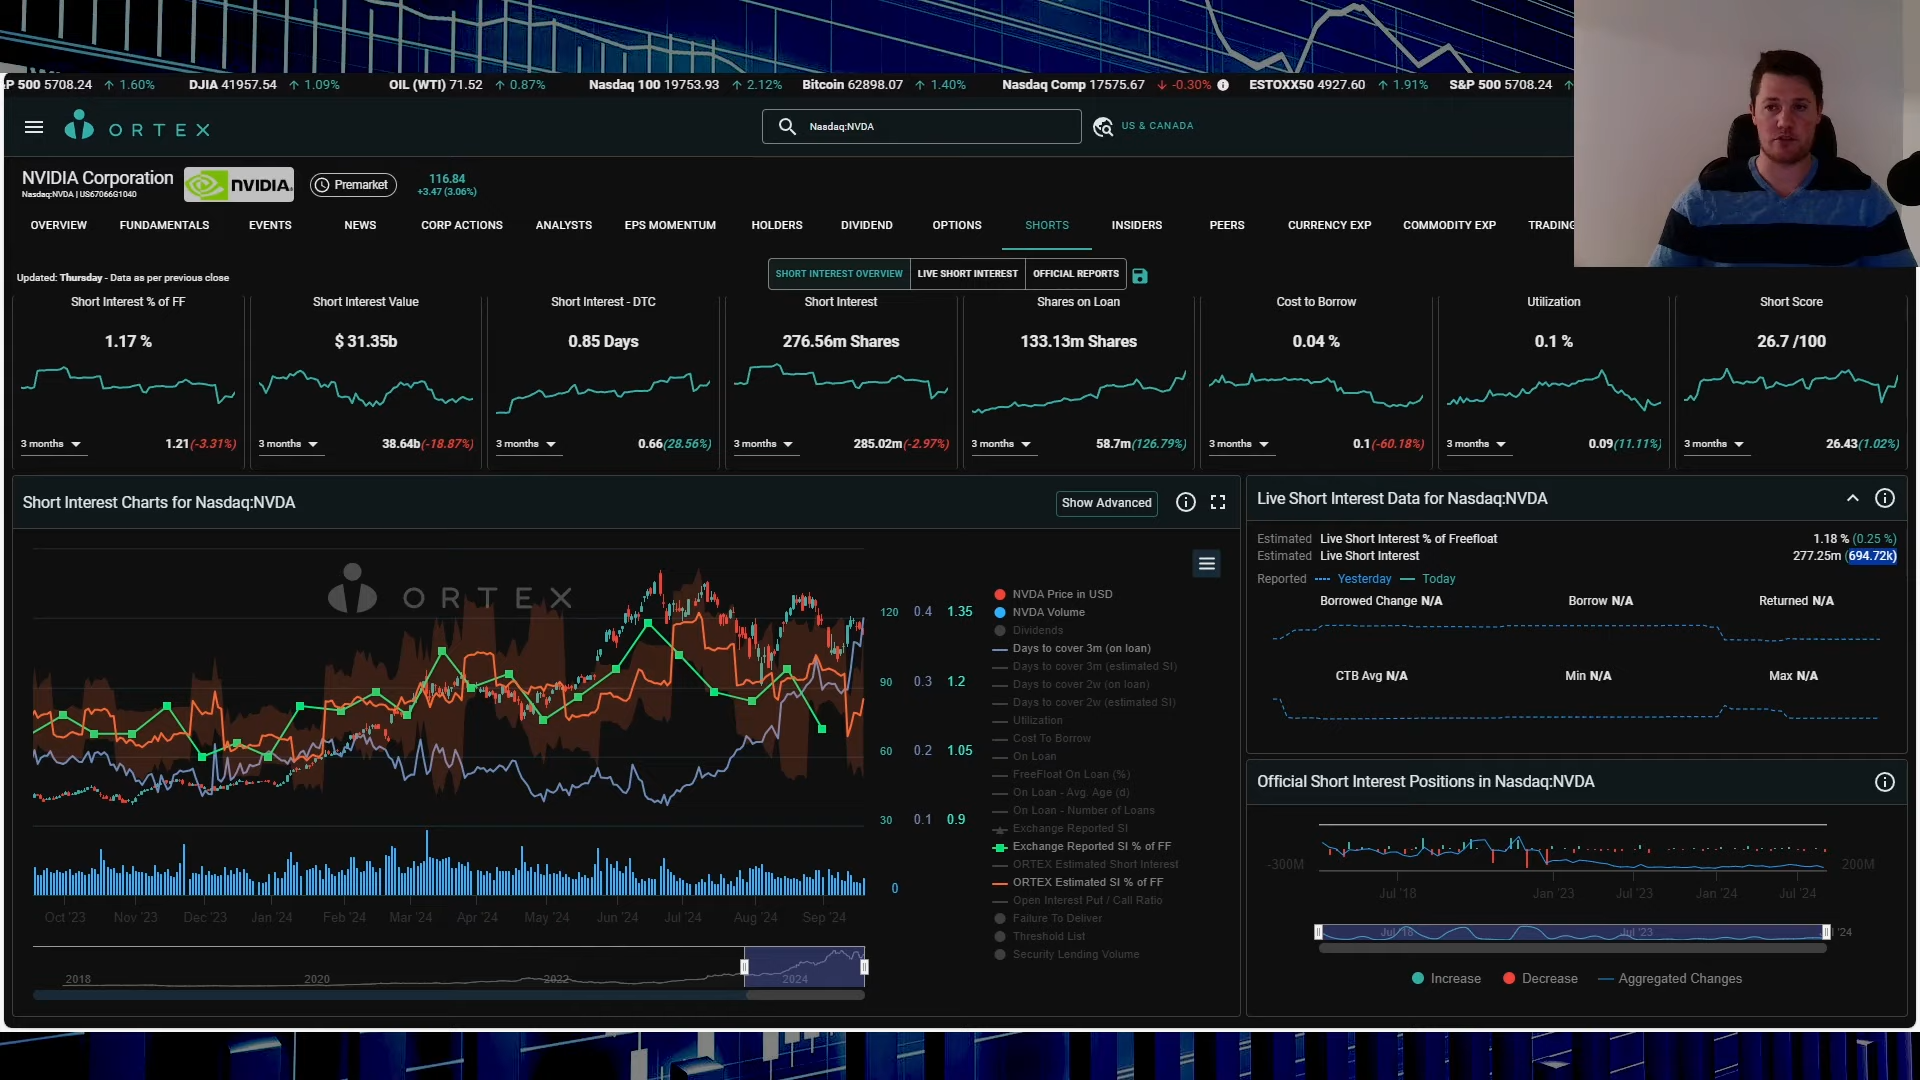 P 500 5708.24 ↑ 1.60% DJIA 41957.54 ↑ 1.09% OIL (WTI) 71.52 ↑ 0.87% Nasdaq 100 19753.93 ↑ 2.12% Bitcoin 62898.07 ↑ 1.40% Nasdaq Comp 17575.67 ↓ -0.30% ESTOXX50 4927.60 ↑ 1.91% S&P 500 5708.24 ↑
ORTEX
Nasdaq:NVDA
US & CANADA
NVIDIA Corporation
Nasdaq:NVDA | US67066G1040
NVIDIA.
Premarket
116.84
+3.47 (3.06%)
OVERVIEW FUNDAMENTALS EVENTS NEWS CORP ACTIONS ANALYSTS EPS MOMENTUM HOLDERS DIVIDEND OPTIONS SHORTS INSIDERS PEERS CURRENCY EXP COMMODITY EXP TRADING
Updated: Thursday - Data as per previous close
SHORT INTEREST OVERVIEW LIVE SHORT INTEREST OFFICIAL REPORTS
Short Interest % of FF Short Interest Value Short Interest - DTC Short Interest Shares on Loan Cost to Borrow Utilization Short Score
1.17 % $ 31.35b 0.85 Days 276.56m Shares 133.13m Shares 0.04 % 0.1 % 26.7 /100
3 months 1.21(-3.31%) 3 months 38.64b(-18.87%) 3 months 0.66(28.56%) 3 months 285.02m(-2.97%) 3 months 58.7m(126.79%) 3 months 0.1(-60.18%) 3 months 0.09(11.11%) 3 months 26.43(1.02%)
Short Interest Charts for Nasdaq:NVDA
Show Advanced
ORTEX
120 0.4 1.35
90 0.3 1.2
60 0.2 1.05
30 0.1 0.9
0
Oct '23 Nov '23 Dec '23 Jan '24 Feb '24 Mar '24 Apr '24 May '24 Jun '24 Jul '24 Aug '24 Sep '24
2018 2020 2022 2024
NVDA Price in USD
NVDA Volume
Dividends
Days to cover 3m (on loan)
Days to cover 3m (estimated SI)
Days to cover 2w (on loan)
Days to cover 2w (estimated SI)
Utilization
Cost To Borrow
On Loan
FreeFloat On Loan (%)
On Loan - Avg. Age (d)
On Loan - Number of Loans
Exchange Reported SI
Exchange Reported SI % of FF
ORTEX Estimated Short Interest
ORTEX Estimated SI % of FF
Open Interest Put / Call Ratio
Failure To Deliver
Threshold List
Security Lending Volume
Live Short Interest Data for Nasdaq:NVDA
Estimated Live Short Interest % of Freefloat 1.18 % (0.25 %)
Estimated Live Short Interest 277.25m (694.72k)
Reported Yesterday Today
Borrowed Change N/A Borrow N/A Returned N/A
CTB Avg N/A Min N/A Max N/A
Official Short Interest Positions in Nasdaq:NVDA
-300M 200M
Jul '18 Jan '23 Jul '23 Jan '24 Jul '24
Jul '18 Jul '23 '24
Increase Decrease Aggregated Changes